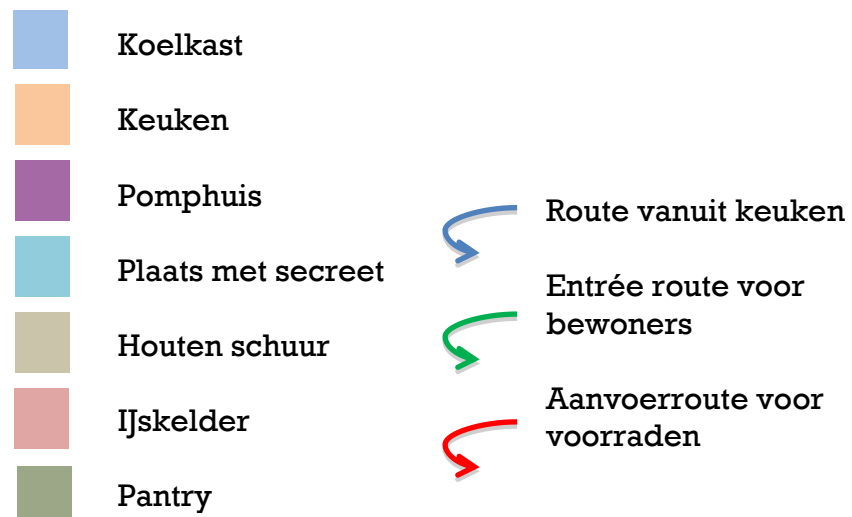 Koelkast
Keuken
Pomphuis
Plaats met secreet
Houten schuur
IJskelder
Pantry
Route vanuit keuken
Entrée route voor
bewoners
Aanvoerroute voor
voorraden